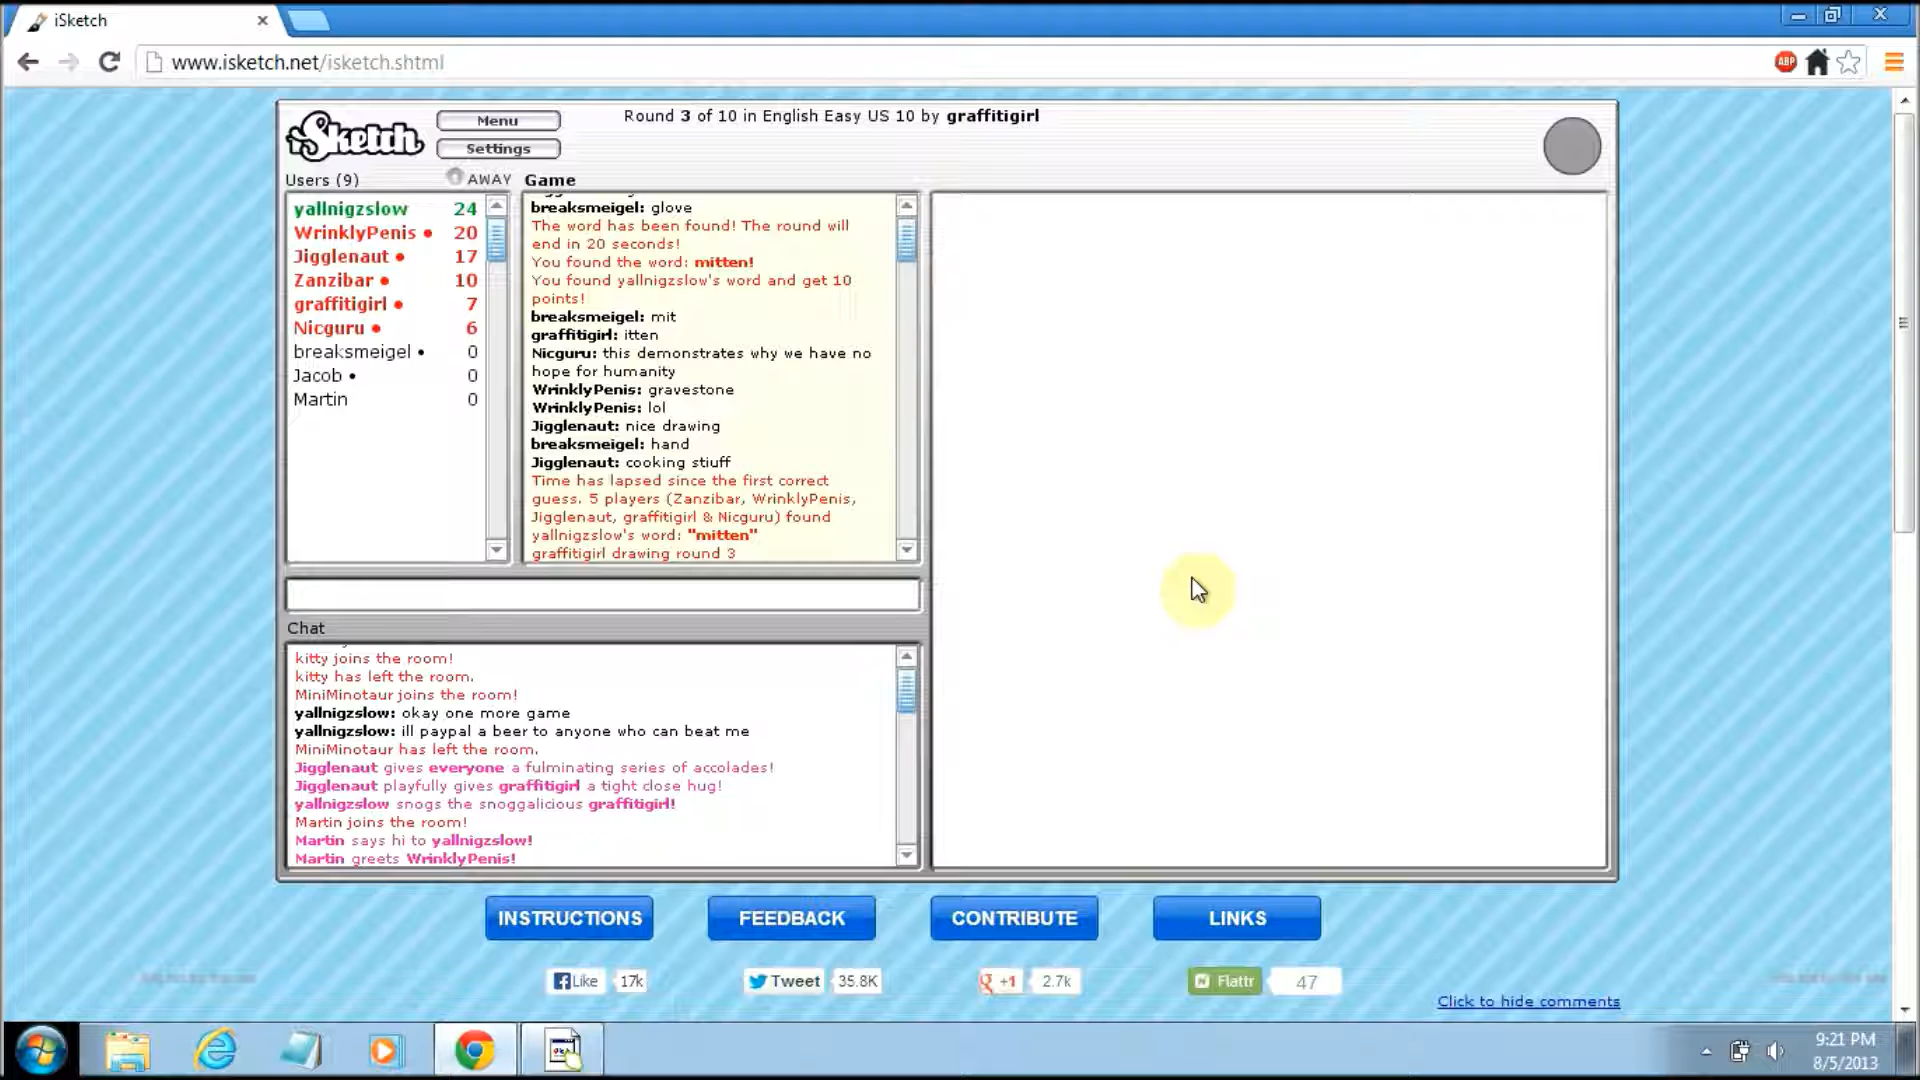 iSketch
www.isketch.net/isketch.shtml
ABP
iSketch
Menu
Settings
Round 3 of 10 in English Easy US 10 by graffitigirl
Users (9)
AWAY
Game
yallnigzslow 24
WrinklyPenis • 20
Jigglenaut • 17
Zanzibar • 10
graffitigirl • 7
Nicguru • 6
breaksmeigel • 0
Jacob • 0
Martin 0
breaksmeigel: glove
The word has been found! The round will
end in 20 seconds!
You found the word: mitten!
You found yallnigzslow's word and get 10
points!
breaksmeigel: mit
graffitigirl: itten
Nicguru: this demonstrates why we have no
hope for humanity
WrinklyPenis: gravestone
WrinklyPenis: lol
Jigglenaut: nice drawing
breaksmeigel: hand
Jigglenaut: cooking stiuff
Time has lapsed since the first correct
guess. 5 players (Zanzibar, WrinklyPenis,
Jigglenaut, graffitigirl & Nicguru) found
yallnigzslow's word: "mitten"
graffitigirl drawing round 3
Chat
kitty joins the room!
kitty has left the room.
MiniMinotaur joins the room!
yallnigzslow: okay one more game
yallnigzslow: ill paypal a beer to anyone who can beat me
MiniMinotaur has left the room.
Jigglenaut gives everyone a fulminating series of accolades!
Jigglenaut playfully gives graffitigirl a tight close hug!
yallnigzslow snogs the snoggalicious graffitigirl!
Martin joins the room!
Martin says hi to yallnigzslow!
Martin greets WrinklyPenis!
INSTRUCTIONS
FEEDBACK
CONTRIBUTE
LINKS
Like 17k
Tweet 35.8K
+1 2.7k
Flattr 47
Click to hide comments
9:21 PM
8/5/2013